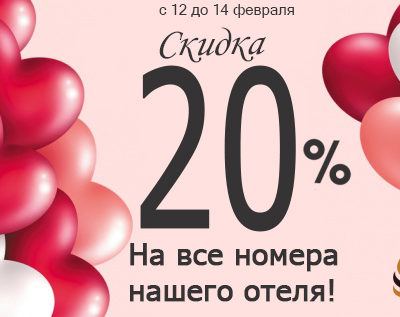 с 12 до 14 февраля
Скидка
20%
На все номера
нашего отеля!